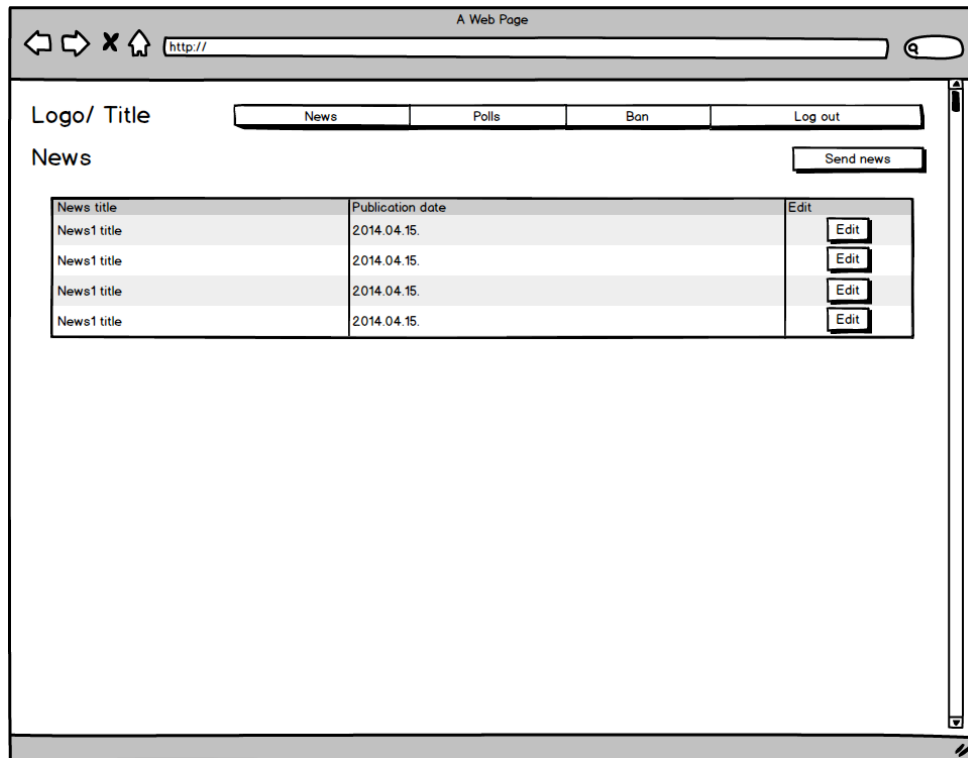 A Web Page
http://
Logo/ Title
News Polls Ban Log out
News
Send news
News title Publication date Edit
News1 title 2014.04.15. Edit
News1 title 2014.04.15. Edit
News1 title 2014.04.15. Edit
News1 title 2014.04.15. Edit